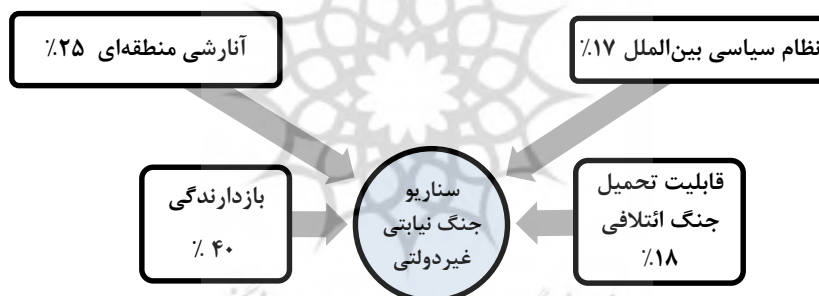 نظام سیاسی بین‌الملل ۱۷٪
آنارشی منطقه‌ای ۲۵٪
قابلیت تحمیل
جنگ ائتلافی
۱۸٪
سناریو
جنگ نیابتی
غیردولتی
بازدارندگی
۴۰ ٪